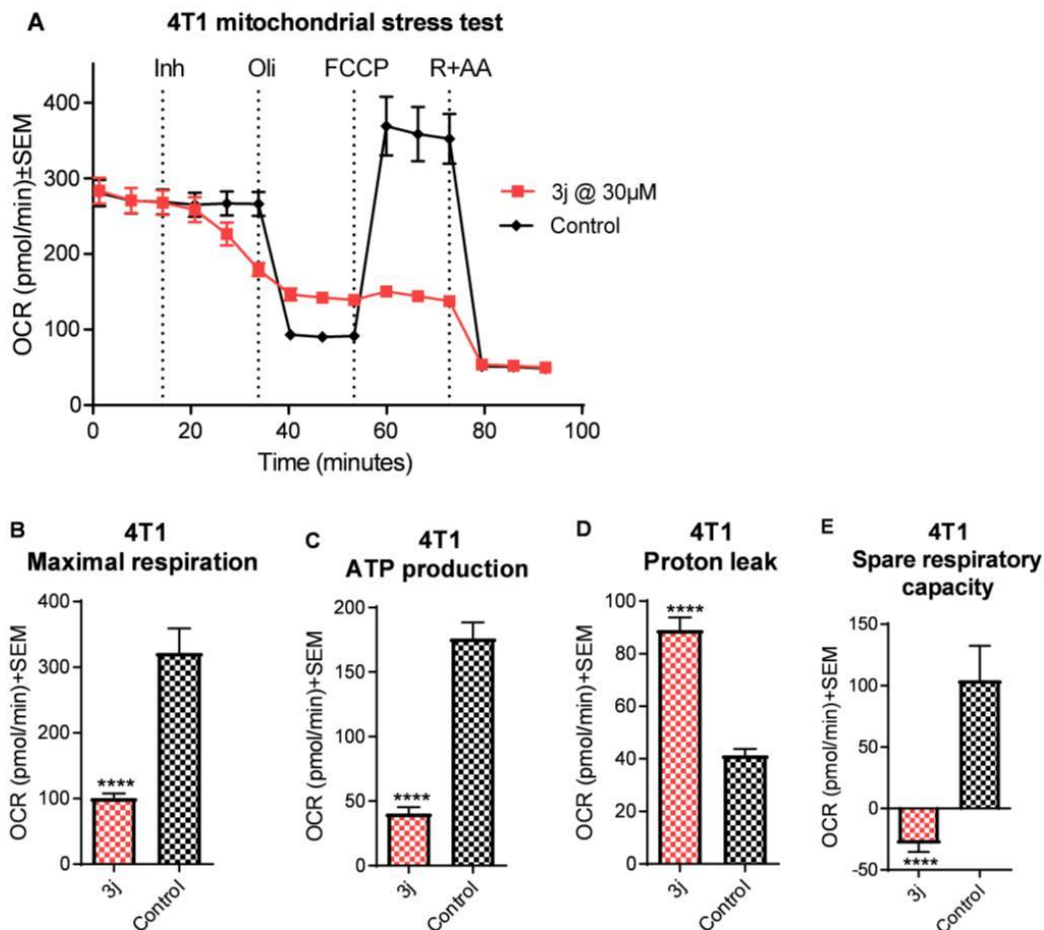 A
4T1 mitochondrial stress test
Inh Oli FCCP R+AA
OCR (pmol/min)±SEM
400
300
200
100
0
0 20 40 60 80 100
Time (minutes)
3j @ 30µM
Control
B
4T1
Maximal respiration
OCR (pmol/min)+SEM
400
300
200
100
0
****
3j
Control
C
4T1
ATP production
OCR (pmol/min)+SEM
200
150
100
50
0
****
3j
Control
D
4T1
Proton leak
OCR (pmol/min)+SEM
100
80
60
40
20
0
****
3j
Control
E
4T1
Spare respiratory
capacity
OCR (pmol/min)+SEM
150
100
50
0
-50
****
3j
Control